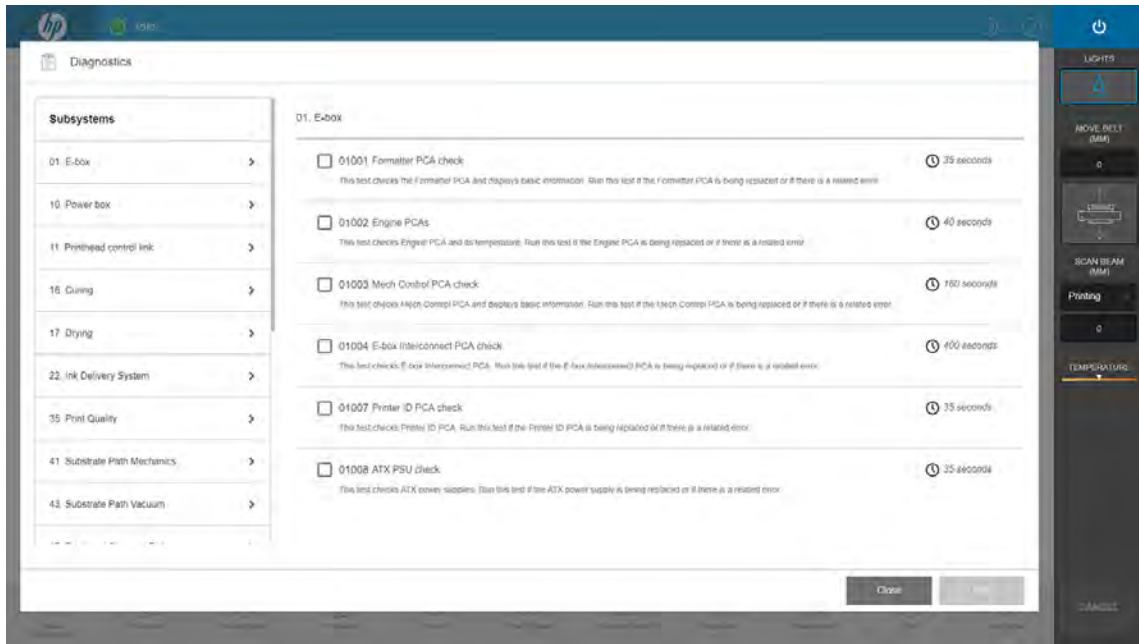 hp
Diagnostics
Subsystems
01. E-box
10. Power box
11. Printhead control link
16. Curing
17. Drying
22. Ink Delivery System
35. Print Quality
41. Substrate Path Mechanics
43. Substrate Path Vacuum
01. E-box
01001 Formatter PCA check
35 seconds
This test checks the Formatter PCA and displays basic information. Run this test if the Formatter PCA is being replaced or if there is a related error.
01002 Engine PCAs
40 seconds
This test checks Engine PCA and its temperature. Run this test if the Engine PCA is being replaced or if there is a related error.
01003 Mech Control PCA check
160 seconds
This test checks Mech Control PCA and displays basic information. Run this test if the Mech Control PCA is being replaced or if there is a related error.
01004 E-box Interconnect PCA check
400 seconds
This test checks E-box Interconnect PCA. Run this test if the E-box Interconnect PCA is being replaced or if there is a related error.
01007 Printer ID PCA check
35 seconds
This test checks Printer ID PCA. Run this test if the Printer ID PCA is being replaced or if there is a related error.
01008 ATX PSU check
35 seconds
This test checks ATX power supplies. Run this test if the ATX power supply is being replaced or if there is a related error.
Close
LIGHTS
MOVE BELT
(MM)
0
SCAN BEAM
(MM)
Printing
0
TEMPERATURE
CANCEL